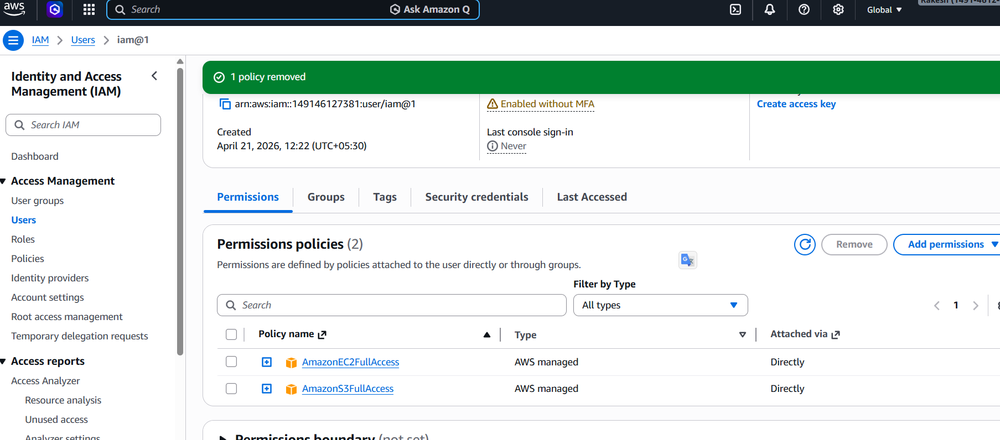 aws
Search
Ask Amazon Q
Global
IAM
Users
iam@1
Identity and Access
Management (IAM)
Search IAM
Dashboard
Access Management
User groups
Users
Roles
Policies
Identity providers
Account settings
Root access management
Temporary delegation requests
Access reports
Access Analyzer
Resource analysis
Unused access
Analyzer settings
1 policy removed
arn:aws:iam::149146127381:user/iam@1
Enabled without MFA
Create access key
Created
April 21, 2026, 12:22 (UTC+05:30)
Last console sign-in
Never
Permissions
Groups
Tags
Security credentials
Last Accessed
Permissions policies (2)
Remove
Add permissions
Permissions are defined by policies attached to the user directly or through groups.
Filter by Type
Search
All types
1
Policy name
Type
Attached via
AmazonEC2FullAccess
AWS managed
Directly
AmazonS3FullAccess
AWS managed
Directly
Permissions boundary (not set)